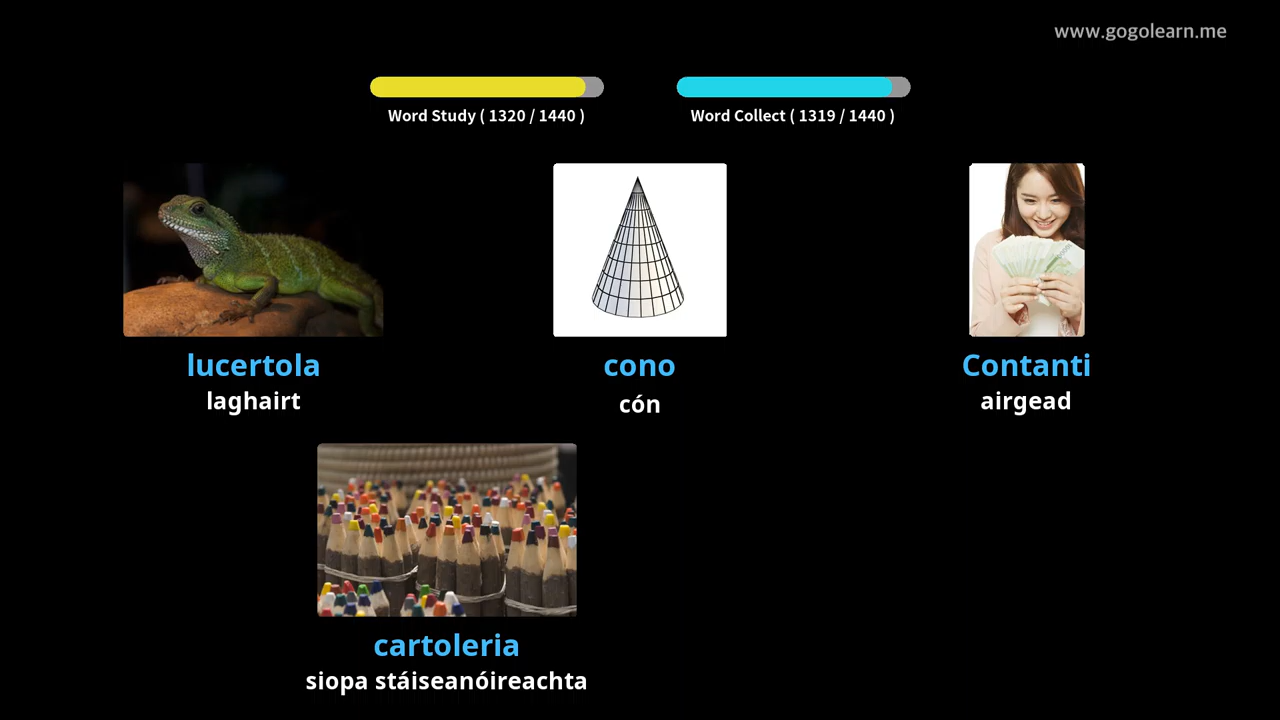 www.gogolearn.me
Word Study ( 1320 / 1440 )
Word Collect ( 1319 / 1440 )
lucertola
laghairt
cono
cón
Contanti
airgead
cartoleria
siopa stáiseanóireachta